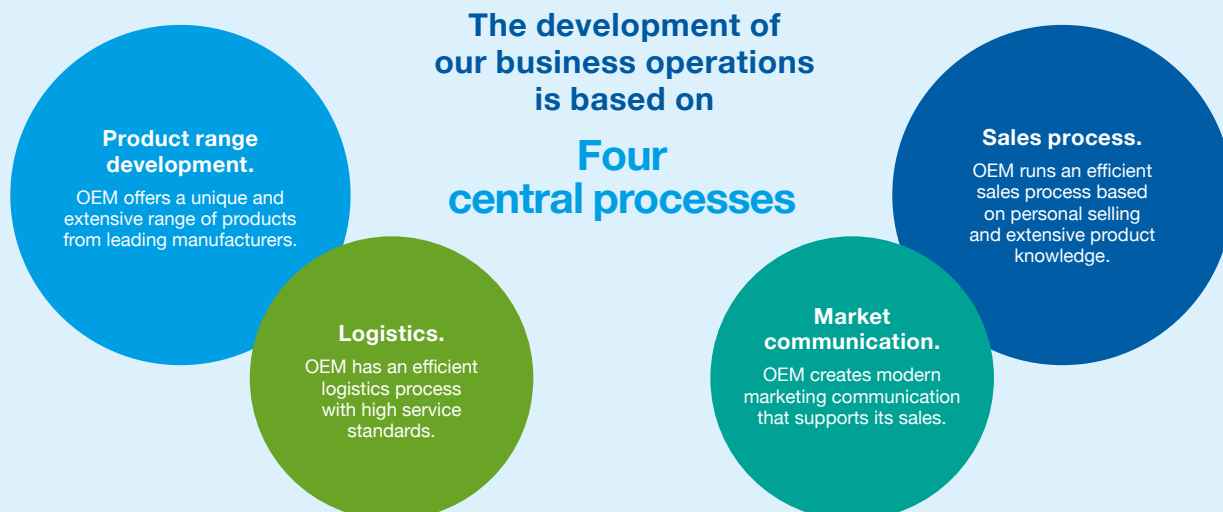 The development of
our business operations
is based on
Four
central processes
Product range
development.
OEM offers a unique and
extensive range of products
from leading manufacturers.
Logistics.
OEM has an efficient
logistics process
with high service
standards.
Market
communication.
OEM creates modern
marketing communication
that supports its sales.
Sales process.
OEM runs an efficient
sales process based
on personal selling
and extensive product
knowledge.